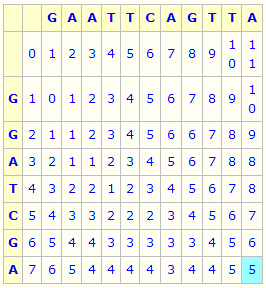 G A A T T C A G T T A
0 1 2 3 4 5 6 7 8 9 10 11
G 1 0 1 2 3 4 5 6 7 8 9 10
G 2 1 1 2 3 4 5 6 6 7 8 9
A 3 2 1 1 2 3 4 5 6 7 8 8
T 4 3 2 2 1 2 3 4 5 6 7 8
C 5 4 3 3 2 2 2 3 4 5 6 7
G 6 5 4 4 3 3 3 3 3 4 5 6
A 7 6 5 4 4 4 4 3 4 4 5 5